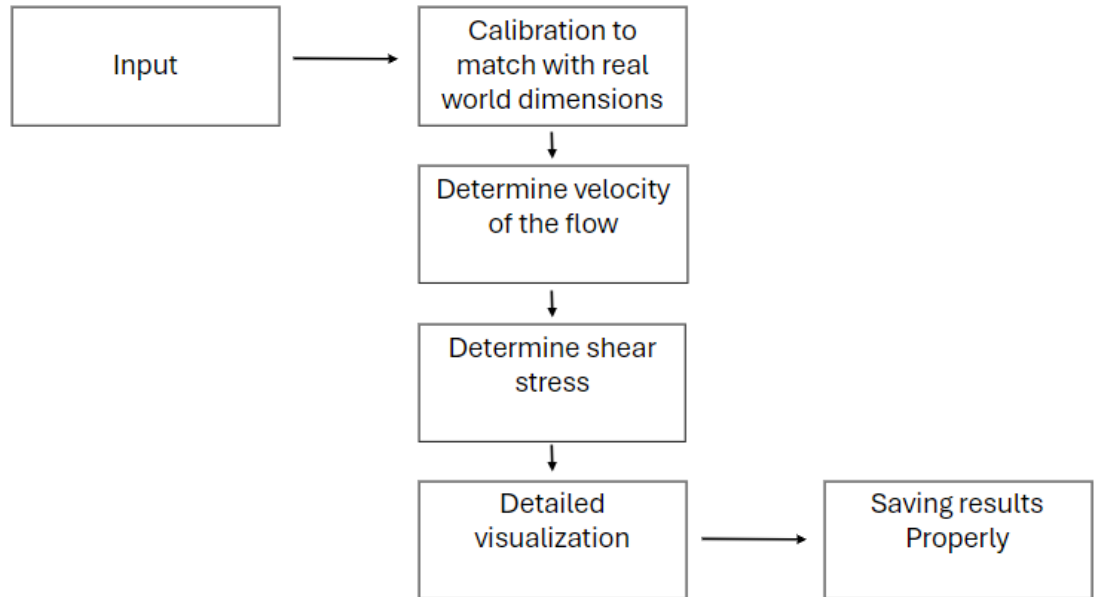 Input
Calibration to
match with real
world dimensions
Determine velocity
of the flow
Determine shear
stress
Detailed
visualization
Saving results
Properly